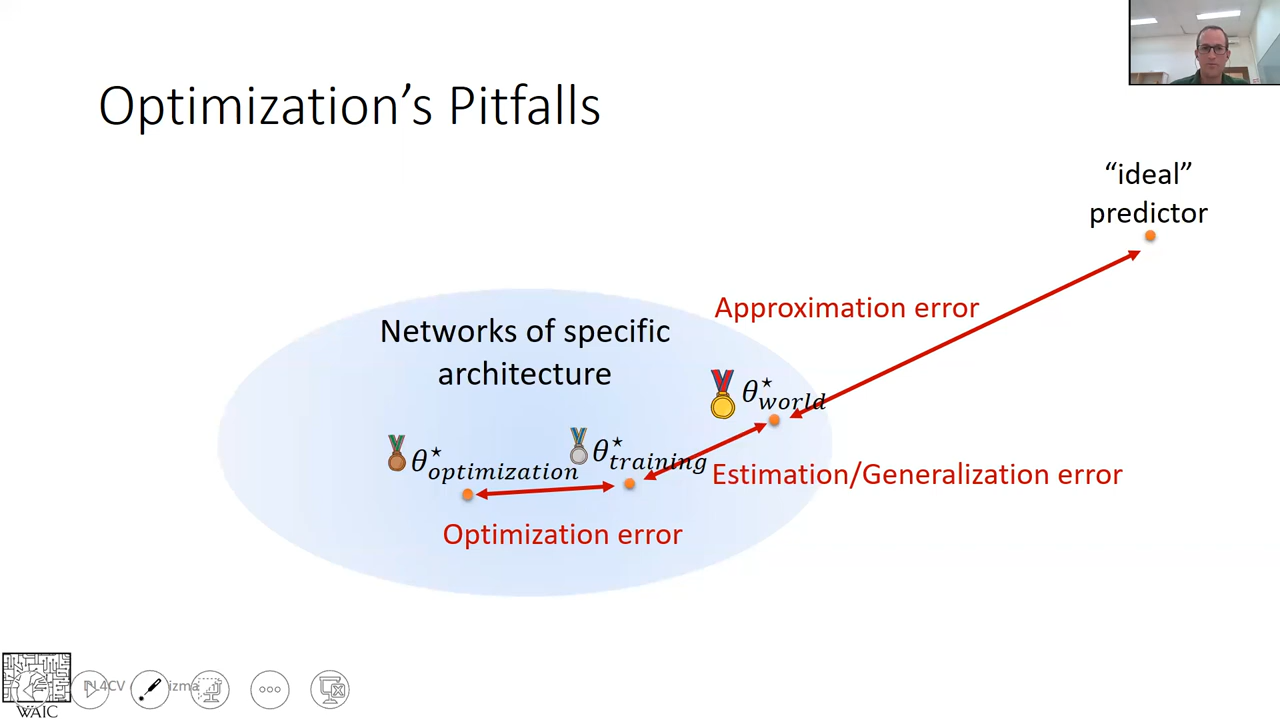 Optimization’s Pitfalls
“ideal”
predictor
Approximation error
Networks of specific
architecture
θ⋆world
θ⋆training
θ⋆optimization
Estimation/Generalization error
Optimization error
WAIC